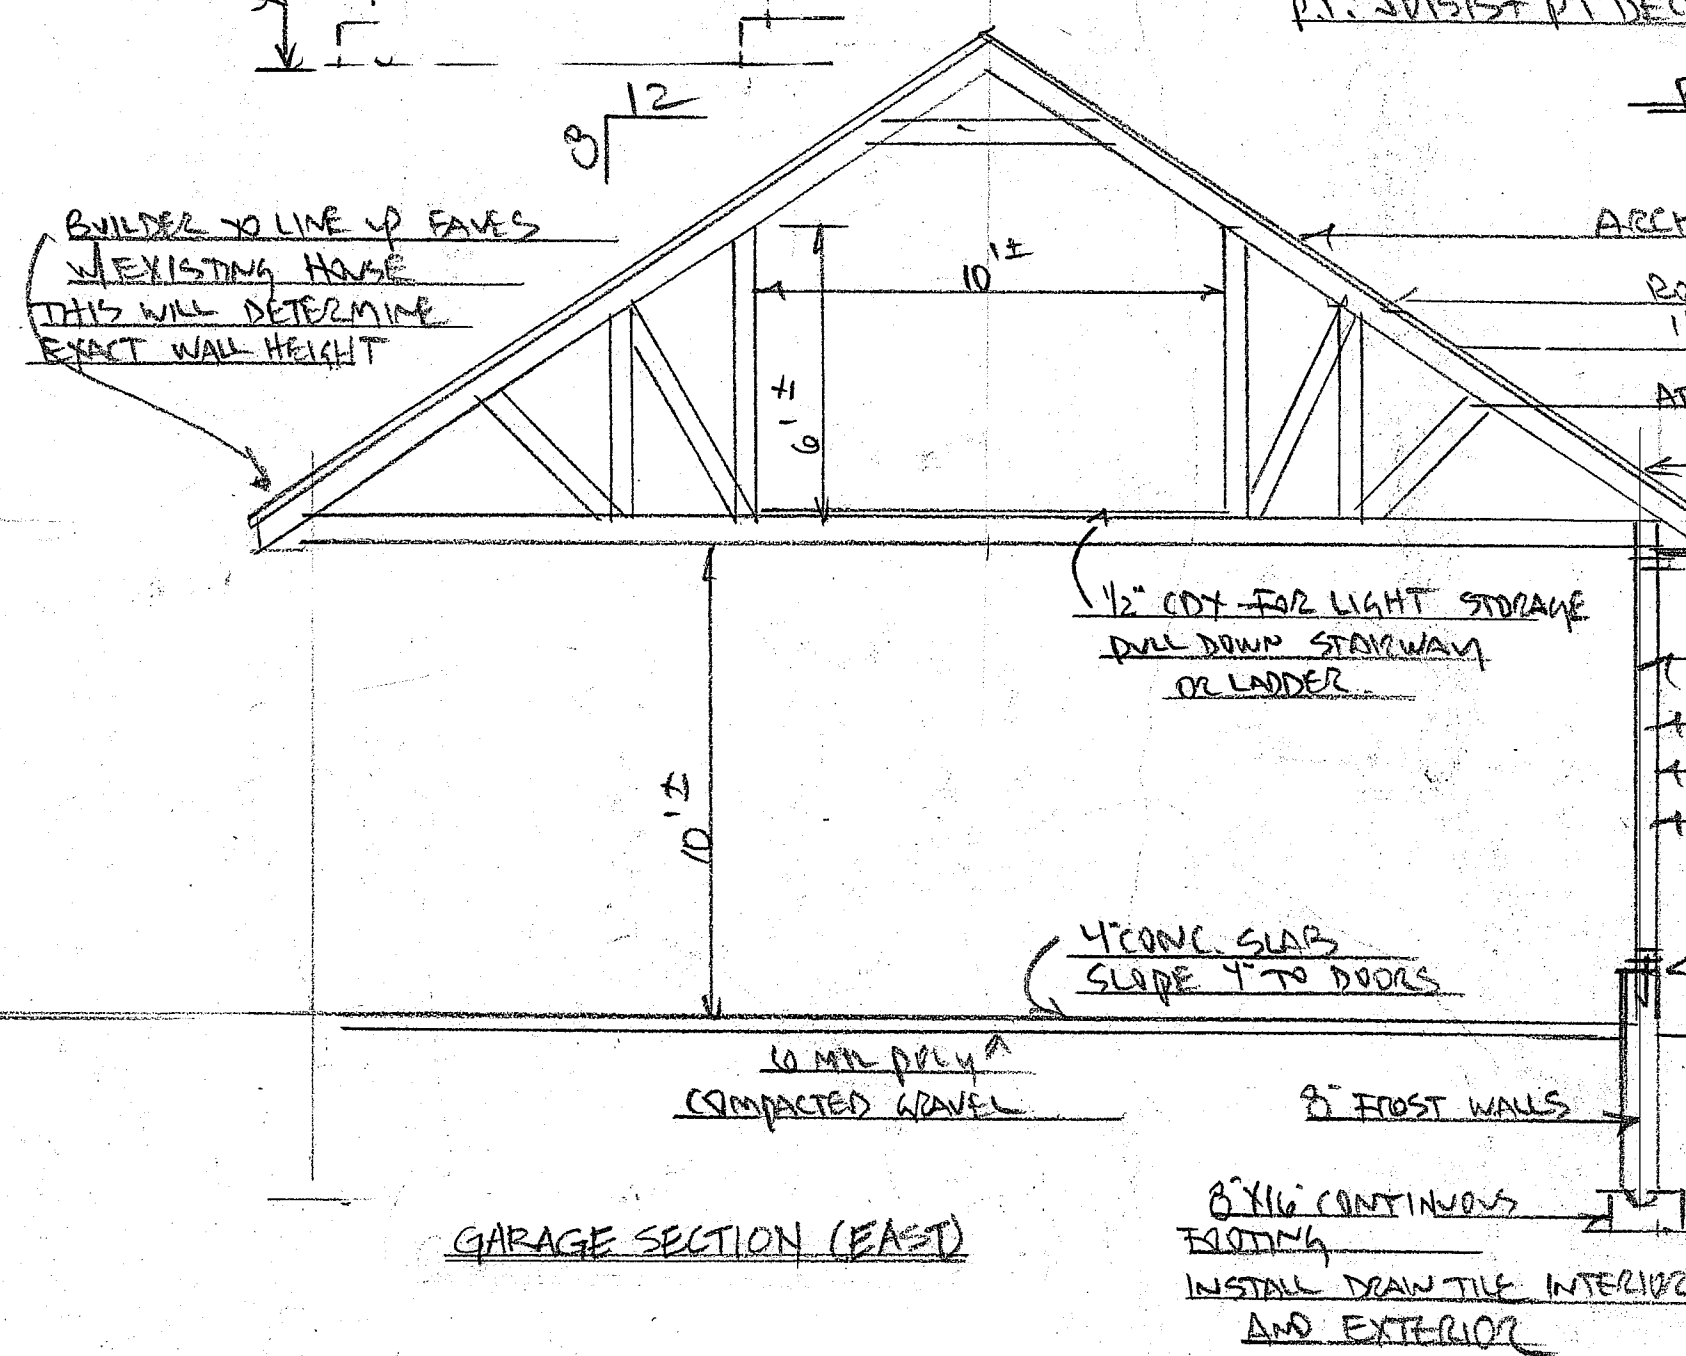 12
8
BUILDER TO LINE UP EAVES
W/EXISTING HOUSE
THIS WILL DETERMINE
EXACT WALL HEIGHT
10'±
6'±
1/2" CDX FOR LIGHT STORAGE
PULL DOWN STAIRWAY
OR LADDER
10'±
4" CONC. SLAB
SLOPE 4" TO DOORS
6 MIL POLY
COMPACTED GRAVEL
8" FROST WALLS
8"X16" CONTINUOUS
FOOTING
INSTALL DRAIN TILE INTERIOR
AND EXTERIOR
GARAGE SECTION (EAST)